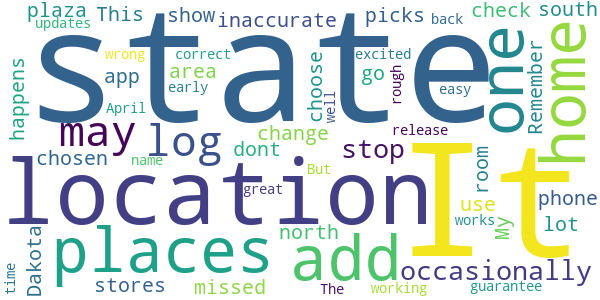 plaza This show inaccurate picks check south
updates
back
wrong correct excited
state one home
happens app area early go choose rough easy Remember
April
may log change well release
dont stop
chosen name great But room
location It
places add north use My phone
works lot
Dakota stores missed occasionally
time The working guarantee